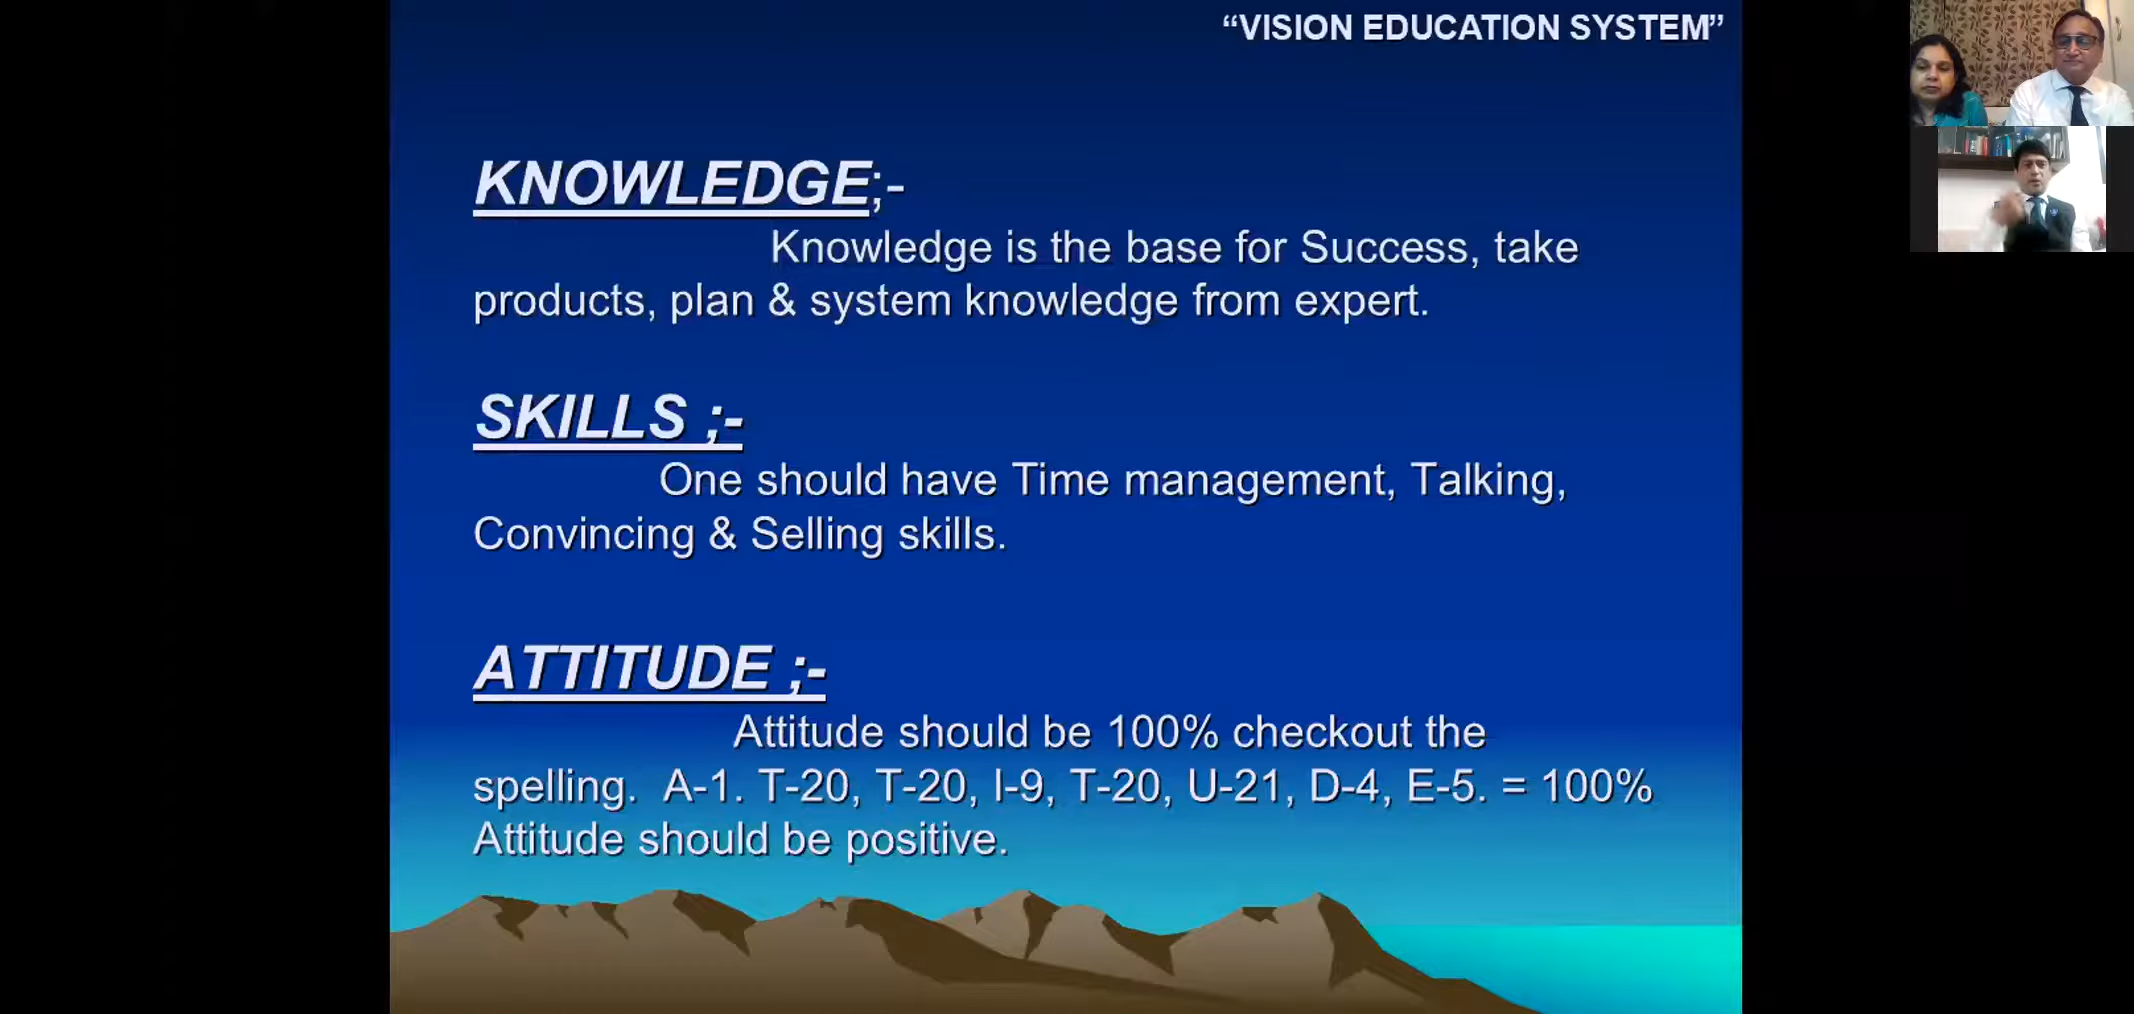 “VISION EDUCATION SYSTEM”
KNOWLEDGE;-
Knowledge is the base for Success, take
products, plan & system knowledge from expert.
SKILLS ;-
One should have Time management, Talking,
Convincing & Selling skills.
ATTITUDE ;-
Attitude should be 100% checkout the
spelling. A-1. T-20, T-20, I-9, T-20, U-21, D-4, E-5. = 100%
Attitude should be positive.